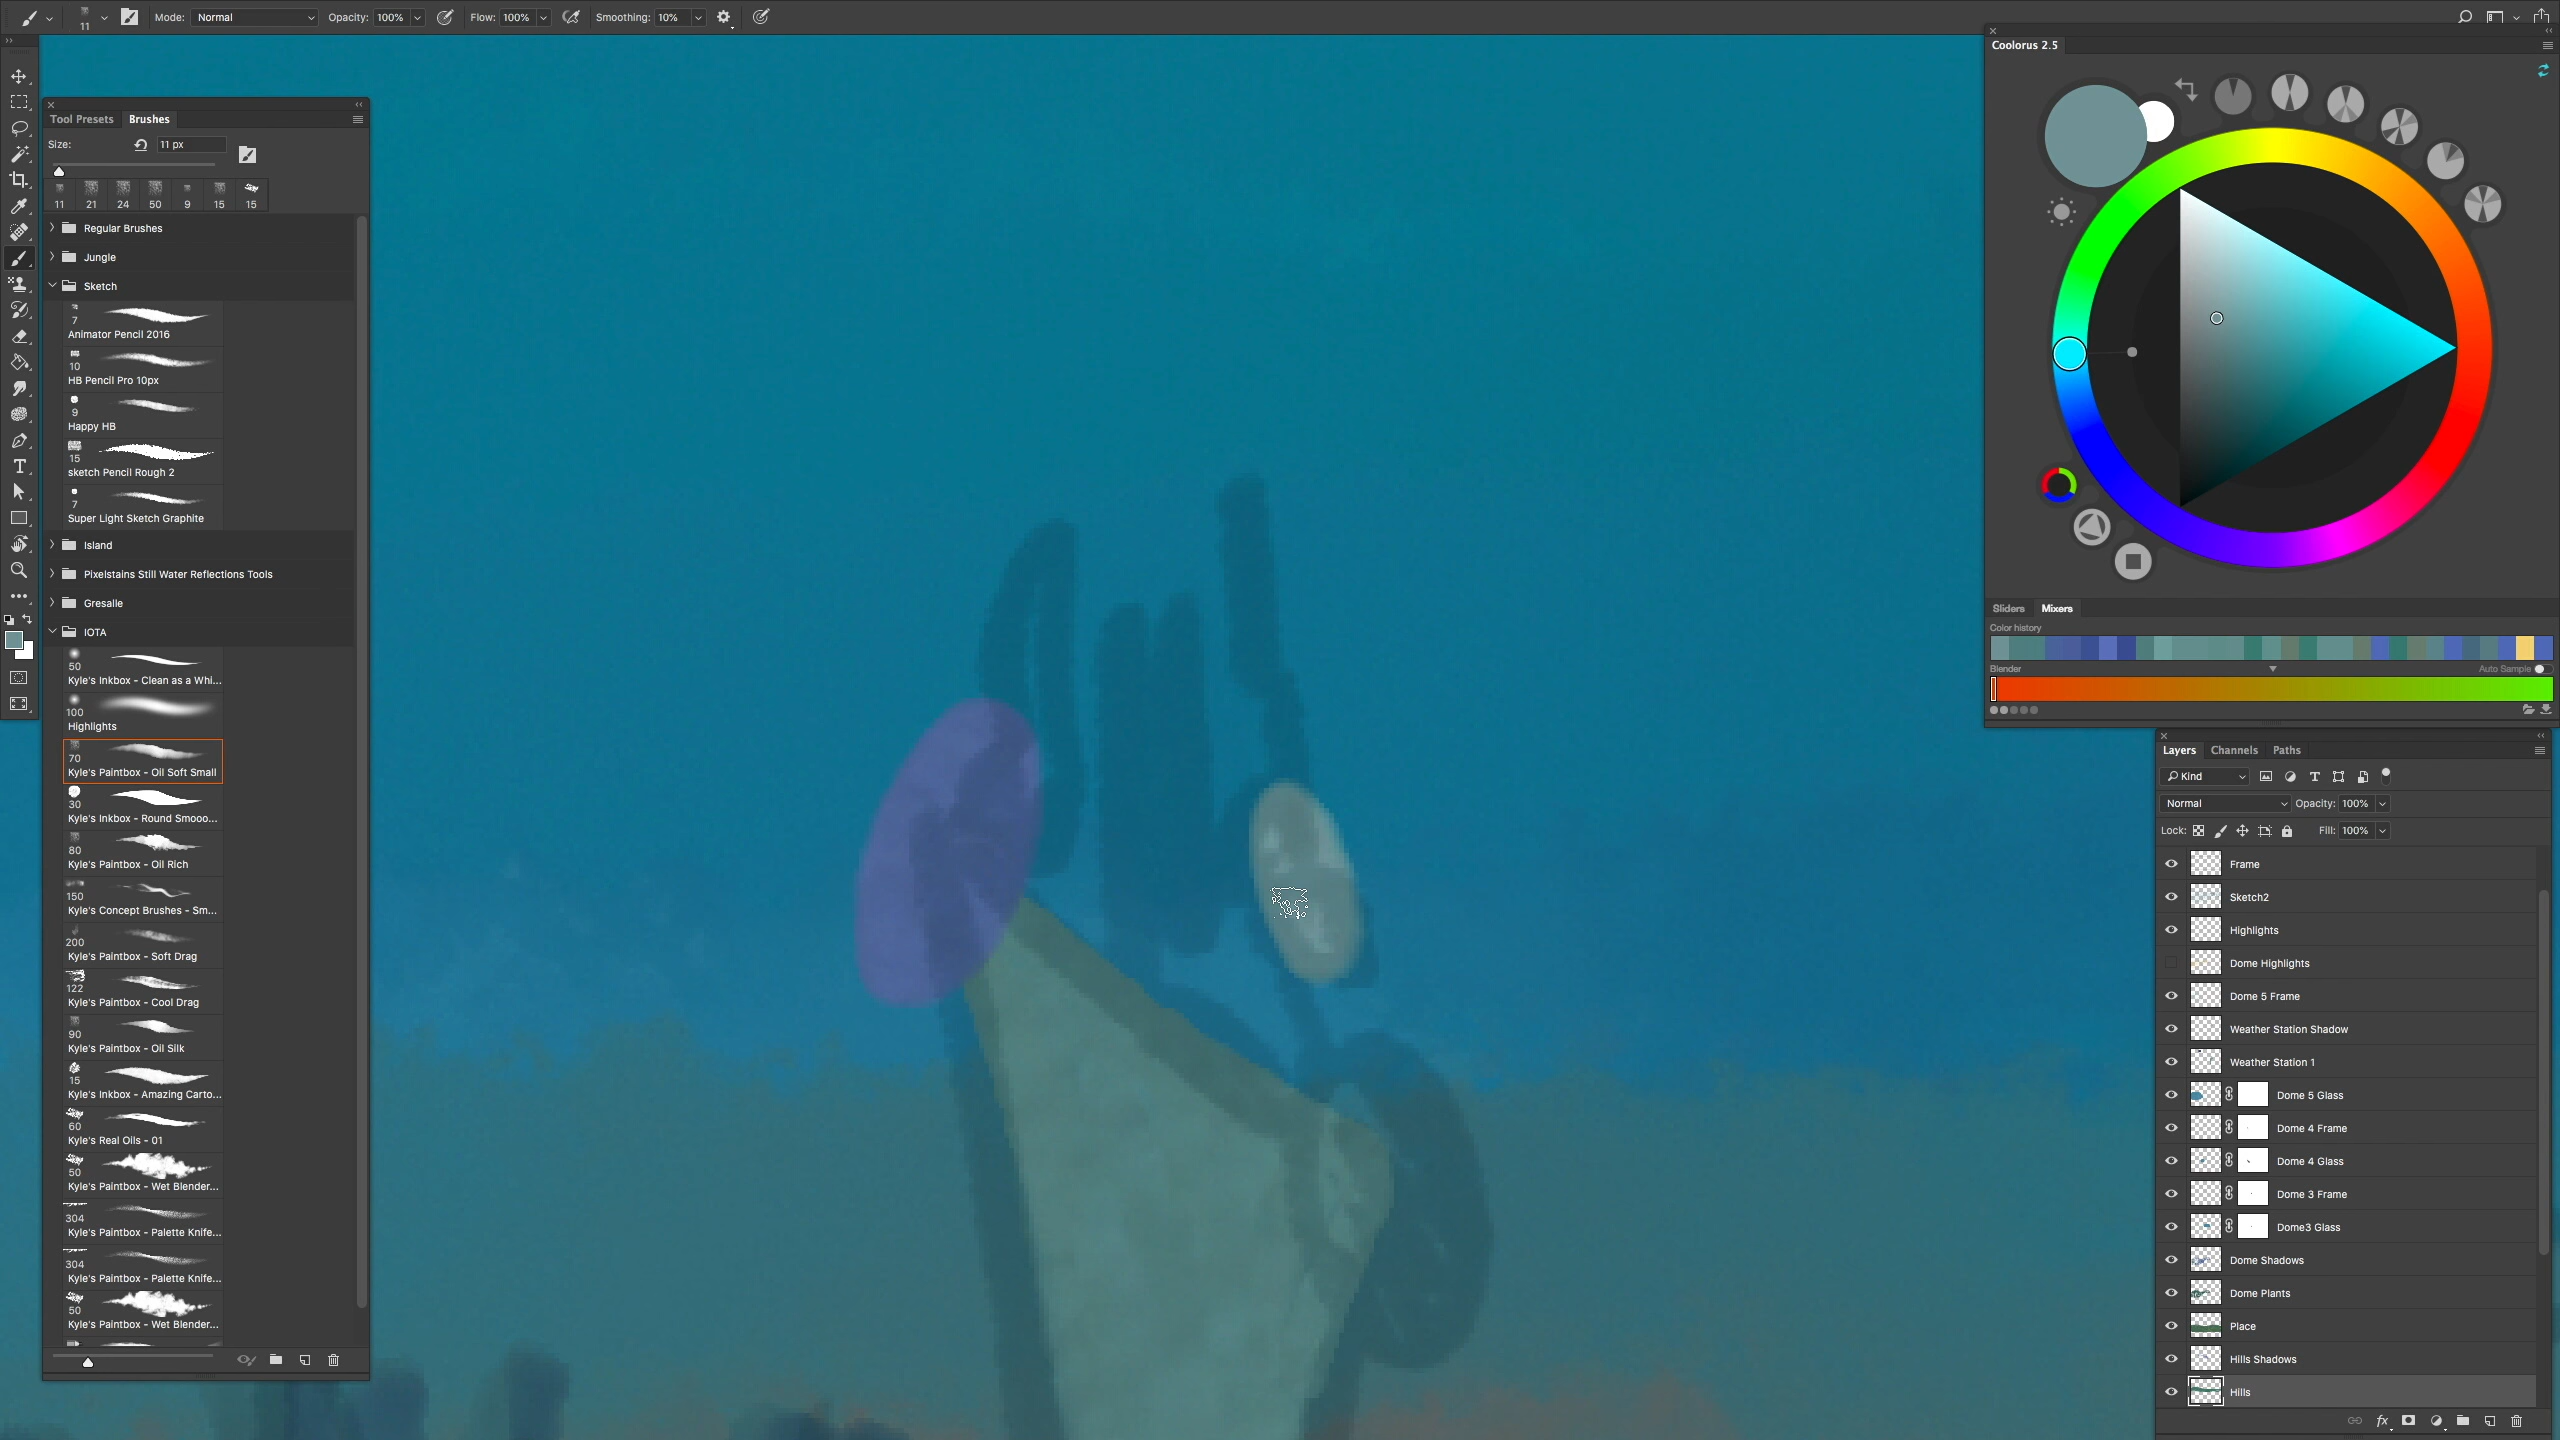 11
Mode:
Normal
Opacity:
100%
Flow:
100%
Smoothing:
10%
Coolorus 2.5
Tool Presets
Brushes
Size:
11 px
11
21
24
50
9
15
15
Regular Brushes
Jungle
Sketch
7
Animator Pencil 2016
10
HB Pencil Pro 10px
9
Happy HB
15
sketch Pencil Rough 2
7
Super Light Sketch Graphite
Island
Pixelstains Still Water Reflections Tools
Gresalle
IOTA
50
Kyle's Inkbox - Clean as a Whi...
100
Highlights
70
Kyle's Paintbox - Oil Soft Small
30
Kyle's Inkbox - Round Smooo...
80
Kyle's Paintbox - Oil Rich
150
Kyle's Concept Brushes - Sm...
200
Kyle's Paintbox - Soft Drag
122
Kyle's Paintbox - Cool Drag
90
Kyle's Paintbox - Oil Silk
15
Kyle's Inkbox - Amazing Carto...
60
Kyle's Real Oils - 01
50
Kyle's Paintbox - Wet Blender...
304
Kyle's Paintbox - Palette Knife...
304
Kyle's Paintbox - Palette Knife...
50
Kyle's Paintbox - Wet Blender...
Sliders
Mixers
Color history
Blender
Auto Sample
Layers
Channels
Paths
Kind
Normal
Opacity:
100%
Lock:
Fill:
100%
Frame
Sketch2
Highlights
Dome Highlights
Dome 5 Frame
Weather Station Shadow
Weather Station 1
Dome 5 Glass
Dome 4 Frame
Dome 4 Glass
Dome 3 Frame
Dome3 Glass
Dome Shadows
Dome Plants
Place
Hills Shadows
Hills
fx